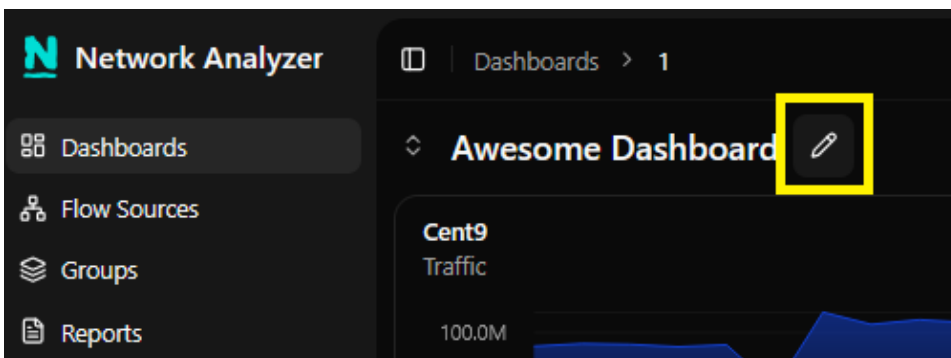 Network Analyzer
Dashboards > 1
Dashboards
Awesome Dashboard
Flow Sources
Cent9
Groups
Traffic
Reports
100.0M